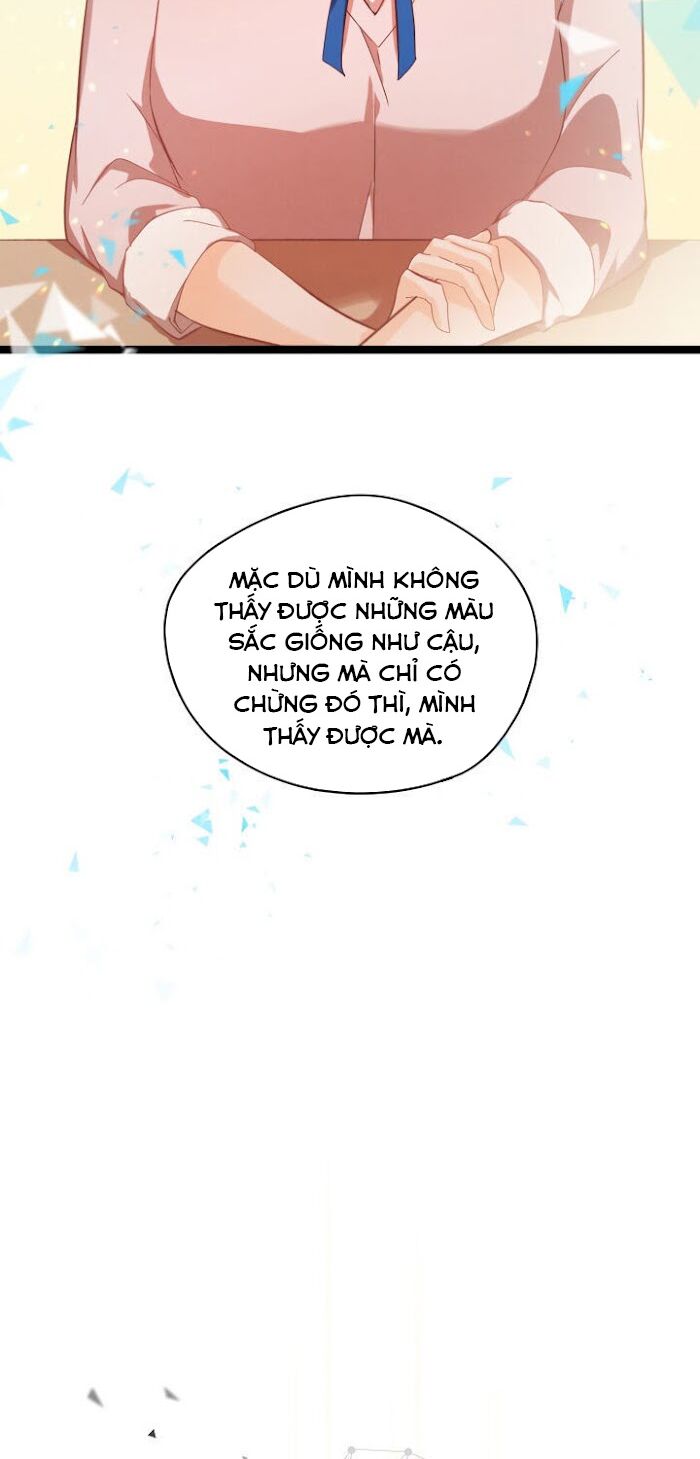 MẶC DÙ MÌNH KHÔNG
THẤY ĐƯỢC NHỮNG MÀU
SẮC GIỐNG NHƯ CẬU,
NHƯNG MÀ CHỈ CÓ
CHỪNG ĐÓ THÌ, MÌNH
THẤY ĐƯỢC MÀ.